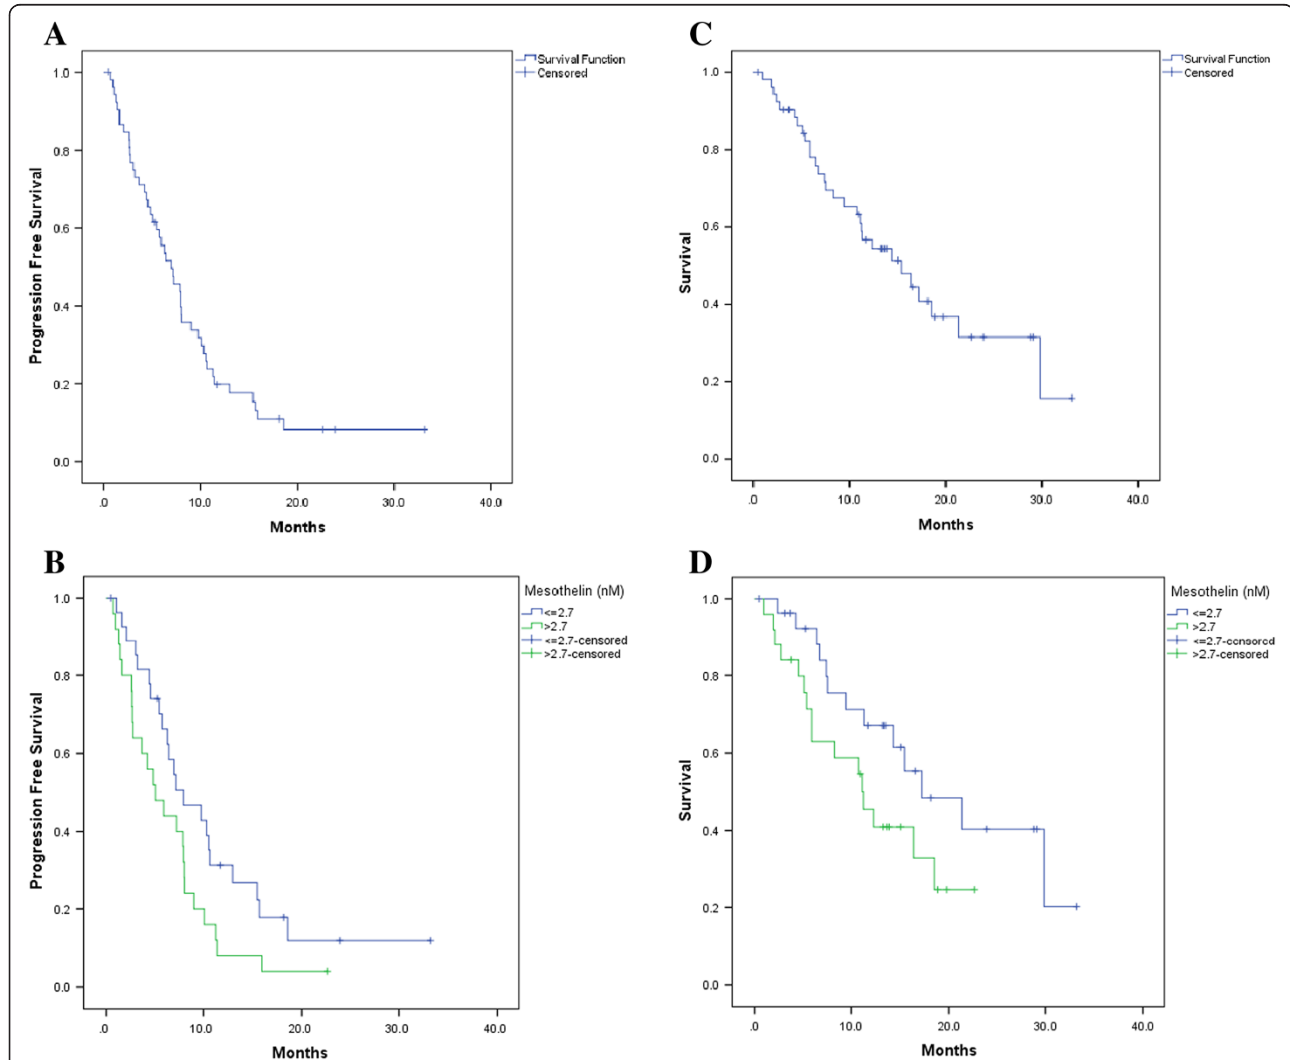 A
Survival Function
Censored
1.0
0.8
0.6
0.4
0.2
0.0
Progression Free Survival
.0 10.0 20.0 30.0 40.0
Months
C
Survival Function
Censored
1.0
0.8
0.6
0.4
0.2
0.0
Survival
.0 10.0 20.0 30.0 40.0
Months
B
Mesothelin (nM)
<=2.7
>2.7
<=2.7-censored
>2.7-censored
1.0
0.8
0.6
0.4
0.2
0.0
Progression Free Survival
.0 10.0 20.0 30.0 40.0
Months
D
Mesothelin (nM)
<=2.7
>2.7
<=2.7-censored
>2.7-censored
1.0
0.8
0.6
0.4
0.2
0.0
Survival
.0 10.0 20.0 30.0 40.0
Months